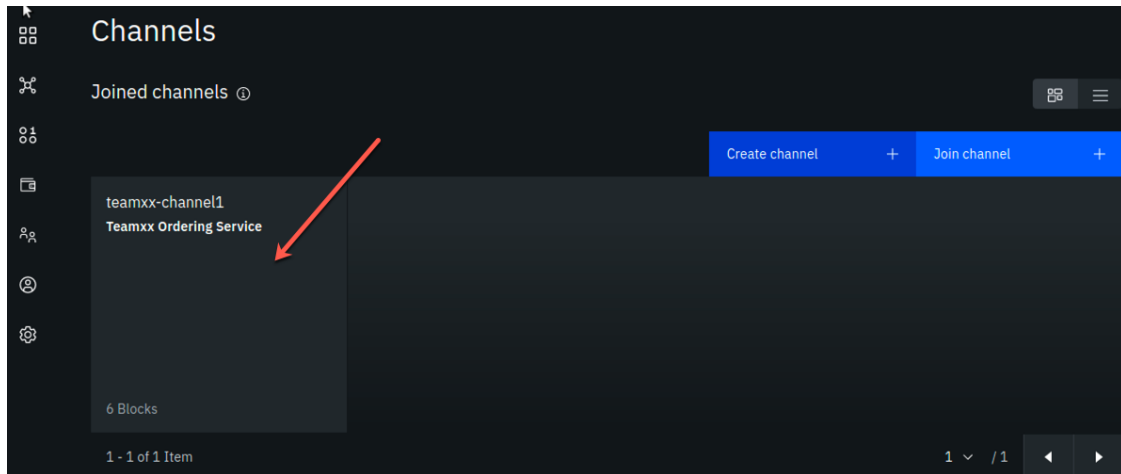 Channels
Joined channels
Create channel +
Join channel +
teamxx-channel1
Teamxx Ordering Service
6 Blocks
1 - 1 of 1 Item
1 /1